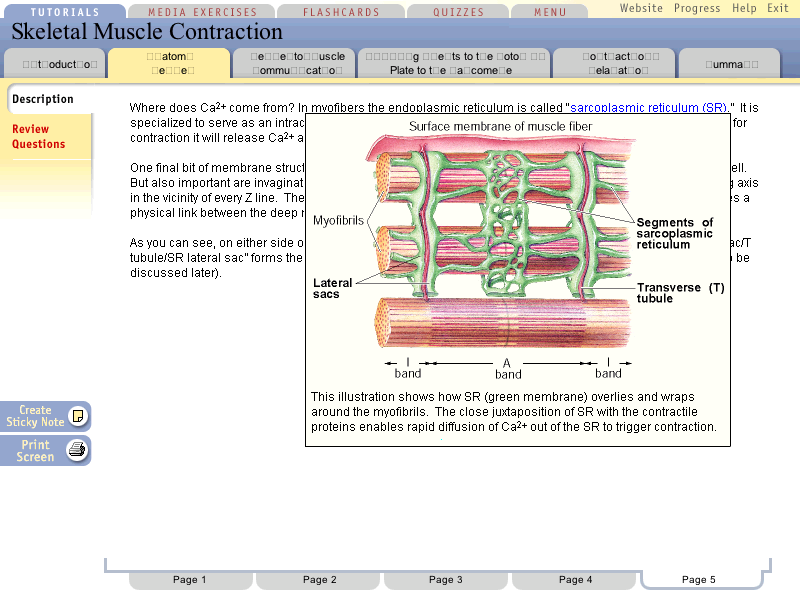 TUTORIALS MEDIA EXERCISES FLASHCARDS QUIZZES MENU Website Progress Help Exit
Skeletal Muscle Contraction
Plate to
Description
Review
Questions
Where does Ca2+ come from? In myofibers the endoplasmic reticulum is called "sarcoplasmic reticulum (SR)." It is
specialized to serve as an intrac for
contraction it will release Ca2+ a
One final bit of membrane struct ell.
But also important are invaginat g axis
in the vicinity of every Z line. The es a
physical link between the deep r
As you can see, on either side o ac/T
tubule/SR lateral sac" forms the o be
discussed later).
Surface membrane of muscle fiber
Myofibrils
Segments of
sarcoplasmic
reticulum
Lateral
sacs
Transverse (T)
tubule
I A I
band band band
This illustration shows how SR (green membrane) overlies and wraps
around the myofibrils. The close juxtaposition of SR with the contractile
proteins enables rapid diffusion of Ca2+ out of the SR to trigger contraction.
Create
Sticky Note
Print
Screen
Page 1 Page 2 Page 3 Page 4 Page 5